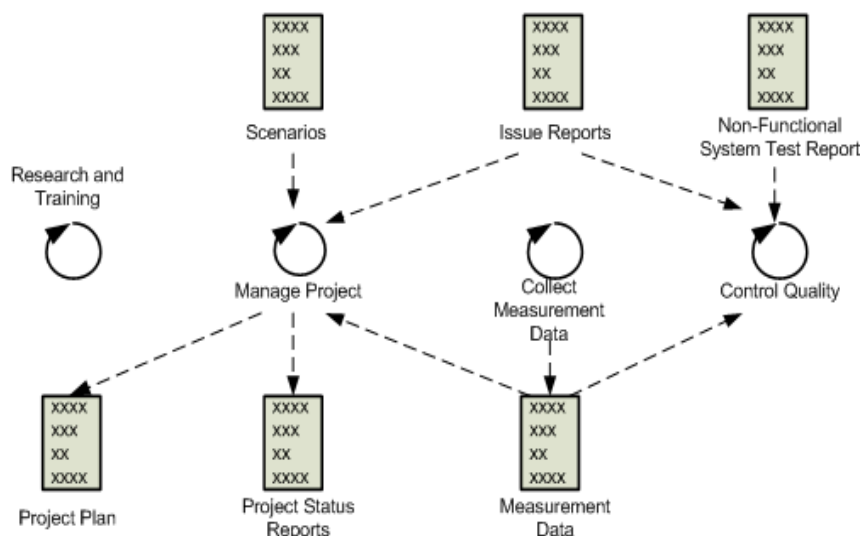 XXXX
XXX
XX
XXXX
Scenarios
XXXX
XXX
XX
XXXX
Issue Reports
XXXX
XXX
XX
XXXX
Non-Functional
System Test Report
Research and
Training
Manage Project
Collect
Measurement
Data
Control Quality
XXXX
XXX
XX
XXXX
Project Plan
XXXX
XXX
XX
XXXX
Project Status
Reports
XXXX
XXX
XX
XXXX
Measurement
Data